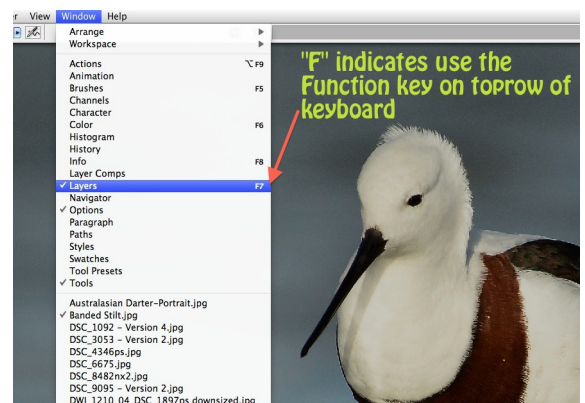 View Window Help
Arrange
Workspace
Actions ⌥F9
Animation
Brushes F5
Channels
Character
Color F6
Histogram
History
Info F8
Layer Comps
✓ Layers F7
Navigator
✓ Options
Paragraph
Paths
Styles
Swatches
Tool Presets
✓ Tools
Australasian Darter-Portrait.jpg
✓ Banded Stilt.jpg
DSC_1092 - Version 4.jpg
DSC_3053 - Version 2.jpg
DSC_4346ps.jpg
DSC_6675.jpg
DSC_8482nx2.jpg
DSC_9095 - Version 2.jpg
DWI_1210_04_DSC_1897ps downsized.jpg
"F" indicates use the
Function key on toprow of
keyboard